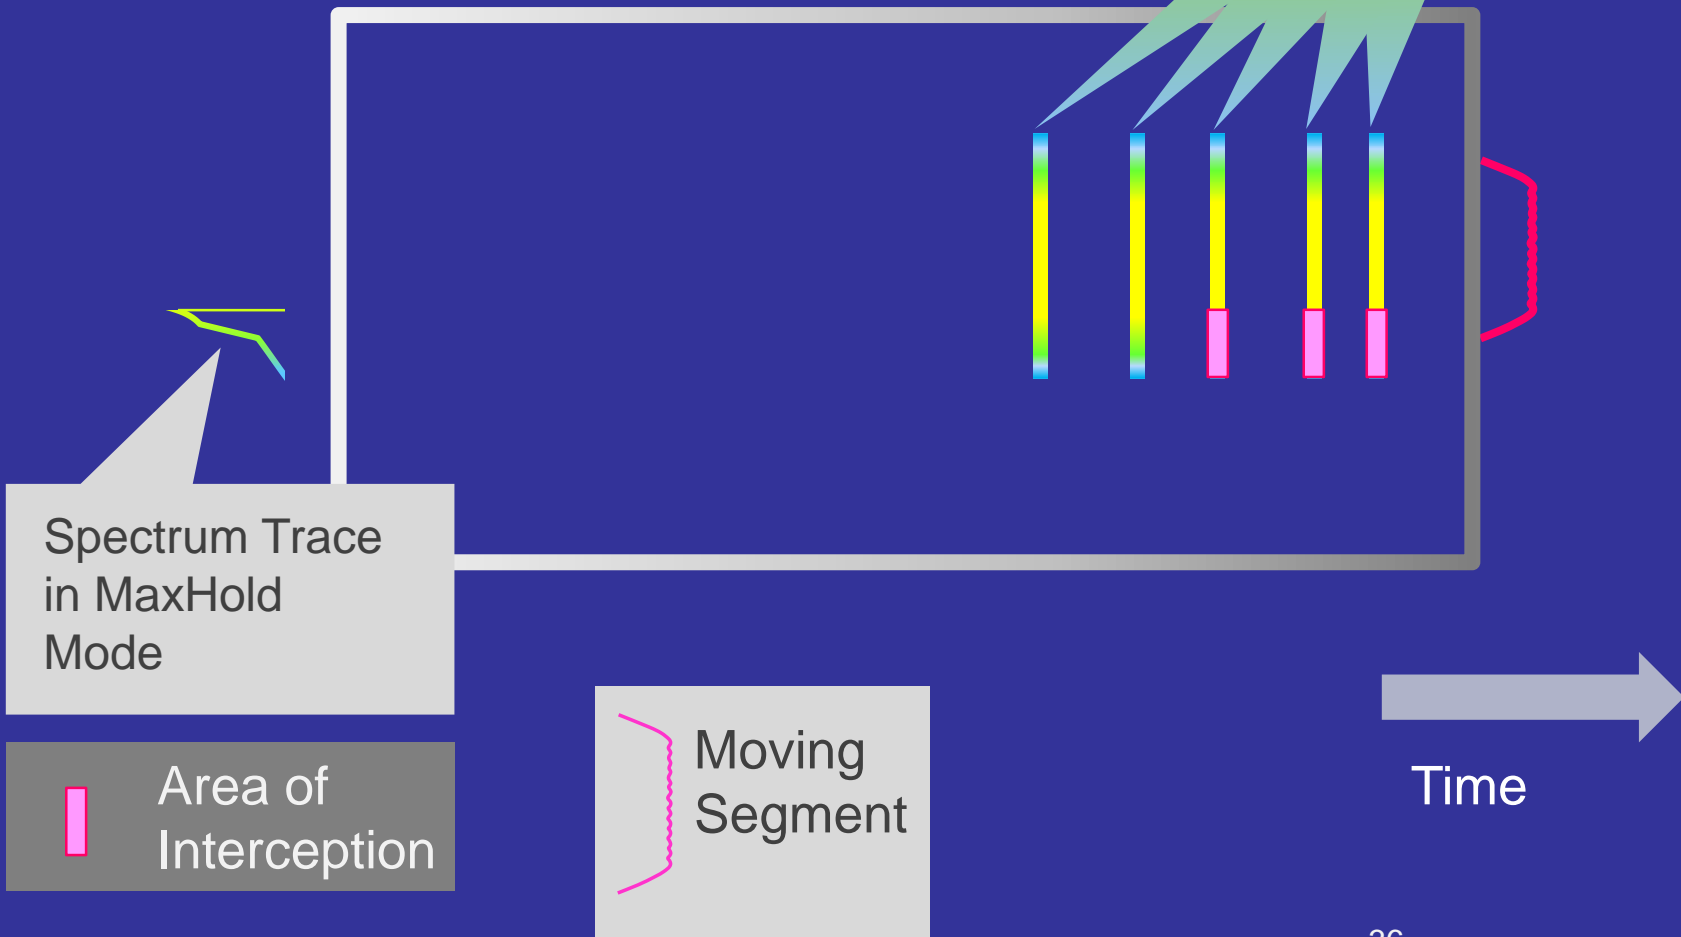 Spectrum Trace
in MaxHold
Mode
Area of
Interception
Moving
Segment
Time